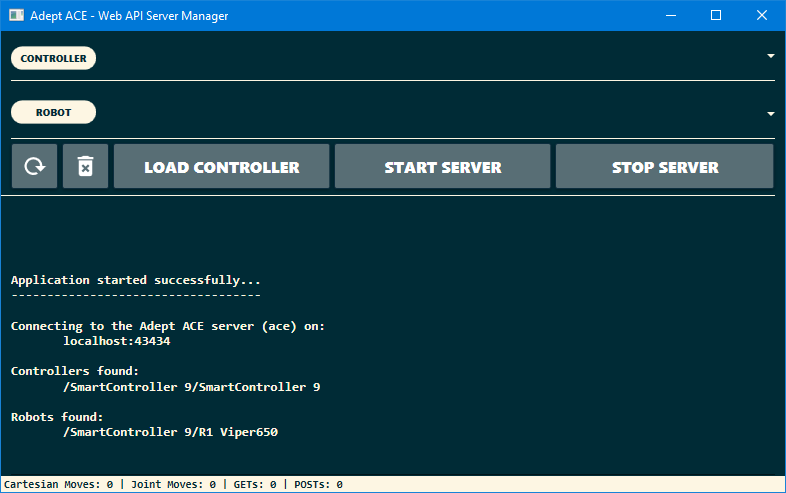 Adept ACE - Web API Server Manager
CONTROLLER
ROBOT
LOAD CONTROLLER START SERVER STOP SERVER
Application started successfully...
-----------------------------------
Connecting to the Adept ACE server (ace) on:
localhost:43434
Controllers found:
/SmartController 9/SmartController 9
Robots found:
/SmartController 9/R1 Viper650
Cartesian Moves: 0 | Joint Moves: 0 | GETs: 0 | POSTs: 0